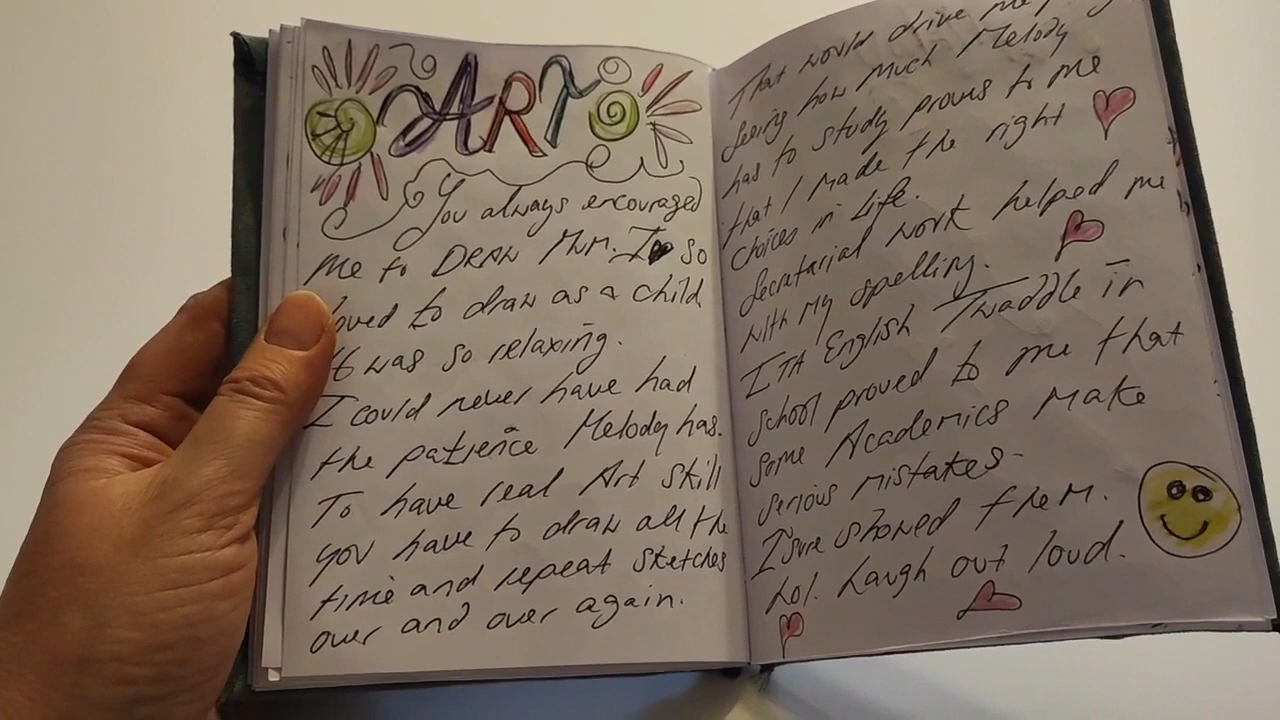 ART
You always encouraged
me to DRAW MUM. I so
loved to draw as a child
It was so relaxing.
I could never have had
the patience Melody has.
To have real Art skill
you have to draw all the
time and repeat sketches
over and over again.
That would drive me
Seeing how much Melody
has to study proves to me
that I made the right
choices in Life.
Secratarial work helped me
with my spelling.
ITA English Twaddle in
school proved to me that
some Academics make
serious mistakes.
I sure showed them.
Lol. Laugh out loud.